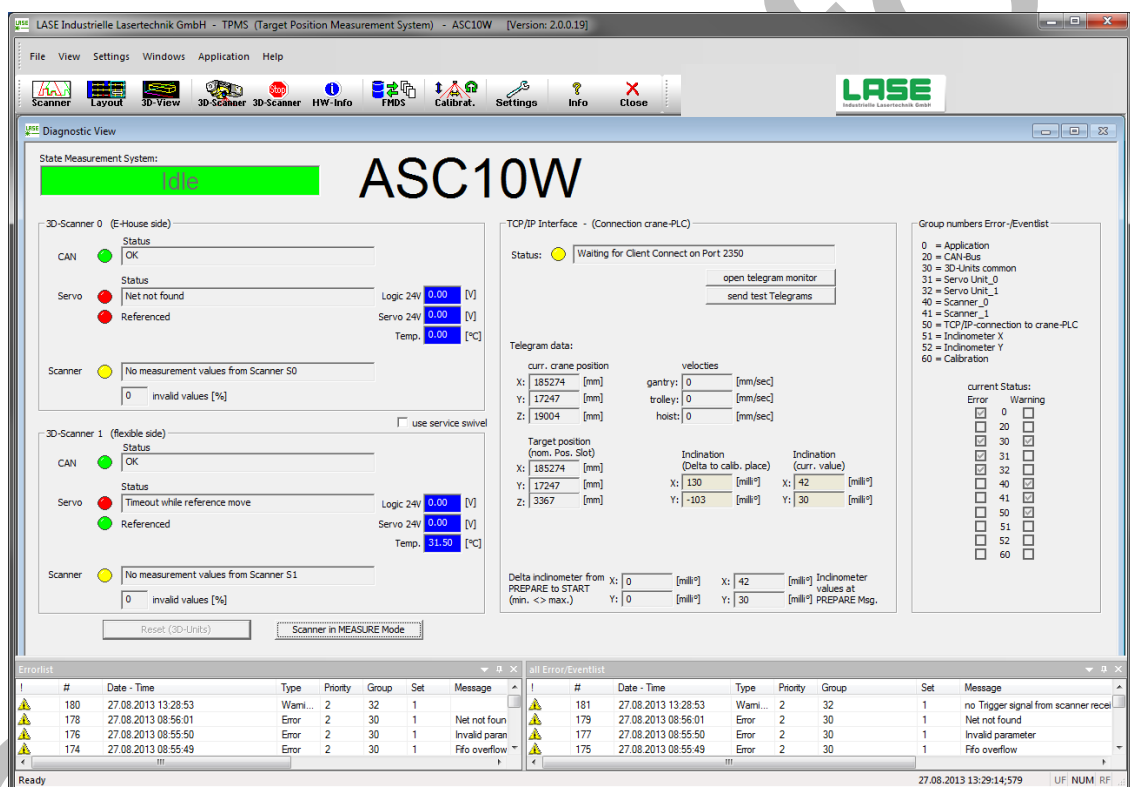 LASE Industrielle Lasertechnik GmbH - TPMS (Target Position Measurement System) - ASC10W [Version: 2.0.0.19]
File View Settings Windows Application Help
Scanner Layout 3D-View 3D-Scanner 3D-Scanner HW-Info FMDS Calibrat. Settings Info Close
Stop
LASE
Industrielle Lasertechnik GmbH
LASE Diagnostic View
State Measurement System:
Idle
ASC10W
3D-Scanner 0 (E-House side)
Status
CAN OK
Status
Servo Net not found Logic 24V 0.00 [V]
Referenced Servo 24V 0.00 [V]
Temp. 0.00 [°C]
Scanner No measurement values from Scanner S0
0 invalid values [%]
use service swivel
3D-Scanner 1 (flexible side)
Status
CAN OK
Status
Servo Timeout while reference move Logic 24V 0.00 [V]
Referenced Servo 24V 0.00 [V]
Temp. 31.50 [°C]
Scanner No measurement values from Scanner S1
0 invalid values [%]
Reset (3D-Units) Scanner in MEASURE Mode
TCP/IP Interface - (Connection crane-PLC)
Status: Waiting for Client Connect on Port 2350
open telegram monitor
send test Telegrams
Telegram data:
curr. crane position velocties
X: 185274 [mm] gantry: 0 [mm/sec]
Y: 17247 [mm] trolley: 0 [mm/sec]
Z: 19004 [mm] hoist: 0 [mm/sec]
Target position
(nom. Pos. Slot) Indination Indination
(Delta to calib. place) (curr. value)
X: 185274 [mm] X: 130 [milli°] X: 42 [milli°]
Y: 17247 [mm] Y: -103 [milli°] Y: 30 [milli°]
Z: 3367 [mm]
Delta indinometer from X: 0 [milli°] X: 42 [milli°] Indinometer
PREPARE to START values at
(min. <> max.) Y: 0 [milli°] Y: 30 [milli°] PREPARE Msg.
Group numbers Error-/Eventlist
0 = Application
20 = CAN-Bus
30 = 3D-Units common
31 = Servo Unit_0
32 = Servo Unit_1
40 = Scanner_0
41 = Scanner_1
50 = TCP/IP-connection to crane-PLC
51 = Indinometer X
52 = Indinometer Y
60 = Calibration
current Status:
Error Warning
0
20
30
31
32
40
41
50
51
52
60
Errorlist
! # Date - Time Type Priority Group Set Message
180 27.08.2013 13:28:53 Warni... 2 32 1
178 27.08.2013 08:56:01 Error 2 30 1 Net not foun
176 27.08.2013 08:55:50 Error 2 30 1 Invalid paran
174 27.08.2013 08:55:49 Error 2 30 1 Fifo overflow
all Error/Eventlist
! # Date - Time Type Priority Group Set Message
181 27.08.2013 13:28:53 Warni... 2 32 1 no Trigger signal from scanner recei
179 27.08.2013 08:56:01 Error 2 30 1 Net not found
177 27.08.2013 08:55:50 Error 2 30 1 Invalid parameter
175 27.08.2013 08:55:49 Error 2 30 1 Fifo overflow
Ready 27.08.2013 13:29:14;579 UF NUM RF